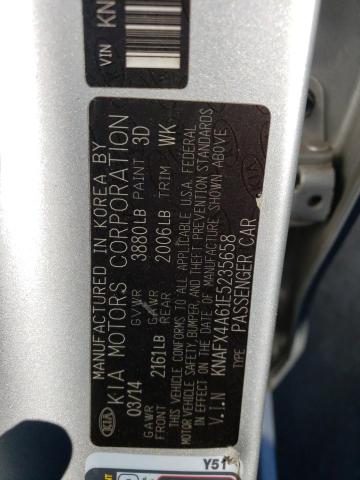 VIN KN
MANUFACTURED IN KOREA BY
KIA MOTORS CORPORATION
KIA
03/14 GVWR 3880LB PAINT 3D
GAWR FRONT 2161LB GAWR REAR 2006LB TRIM WK
THIS VEHICLE CONFORMS TO ALL APPLICABLE U.S.A. FEDERAL
MOTOR VEHICLE SAFETY, BUMPER, AND THEFT PREVENTION STANDARDS
IN EFFECT ON THE DATE OF MANUFACTURE SHOWN ABOVE
V.I.N KNAFX4A61E5235658
TYPE PASSENGER CAR
Y51